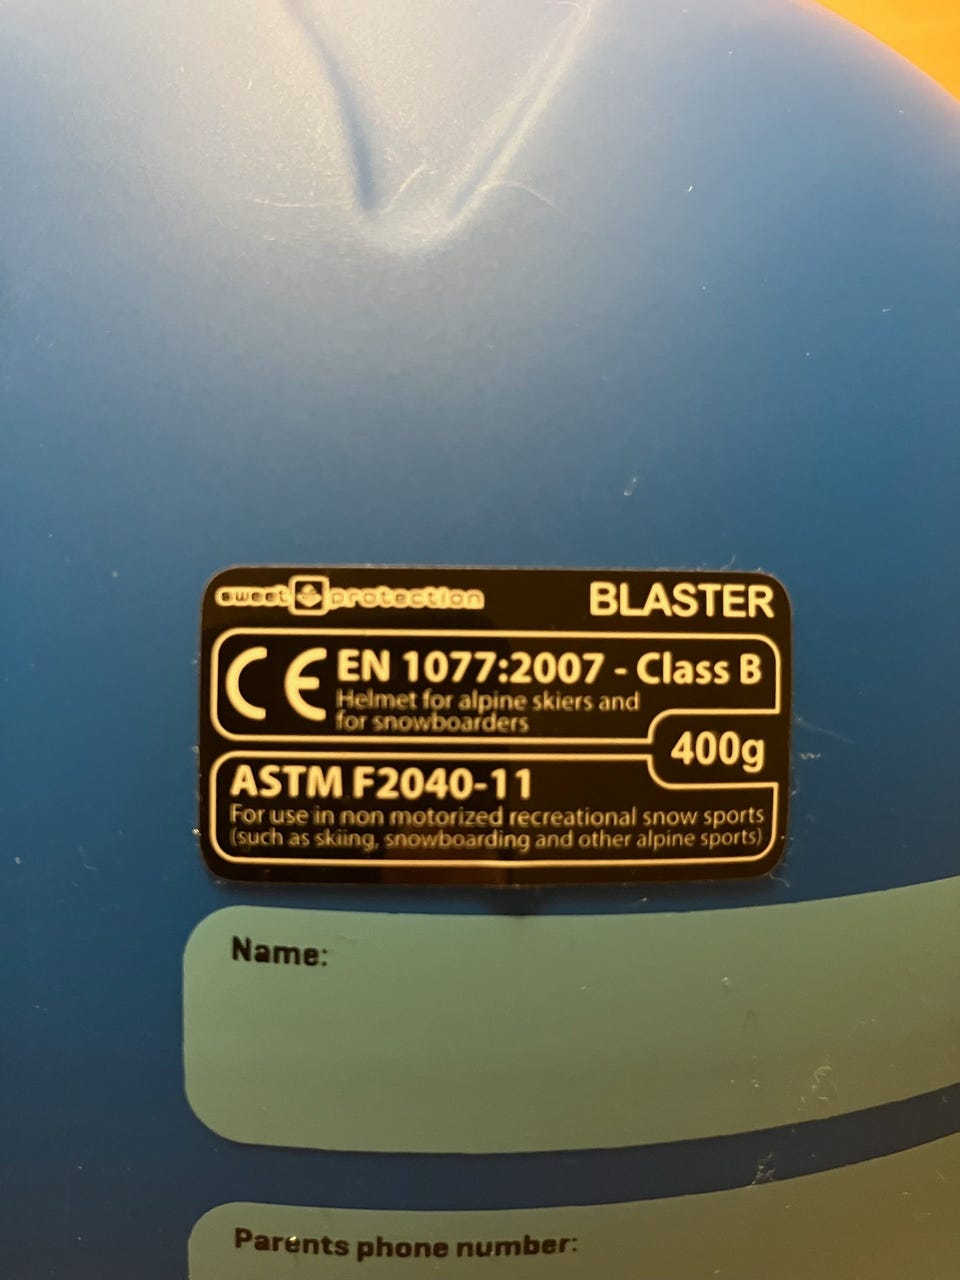 sweet protection BLASTER
CE EN 1077:2007 - Class B
Helmet for alpine skiers and
for snowboarders
400g
ASTM F2040-11
For use in non motorized recreational snow sports
(such as skiing, snowboarding and other alpine sports)
Name:
Parents phone number: